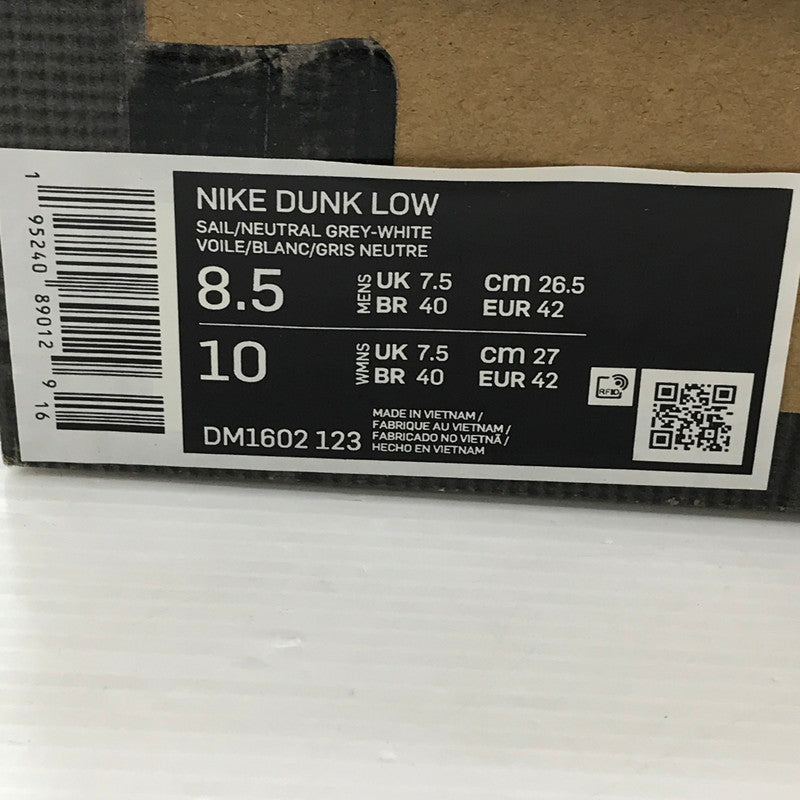 NIKE DUNK LOW
SAIL/NEUTRAL GREY-WHITE
VOILE/BLANC/GRIS NEUTRE
8.5 MENS UK 7.5 cm 26.5
BR 40 EUR 42
10 WMNS UK 7.5 cm 27
BR 40 EUR 42
RFID
DM1602 123
MADE IN VIETNAM /
FABRIQUE AU VIETNAM /
FABRICADO NO VIETNÃ /
HECHO EN VIETNAM
1 95240 89012 9 16